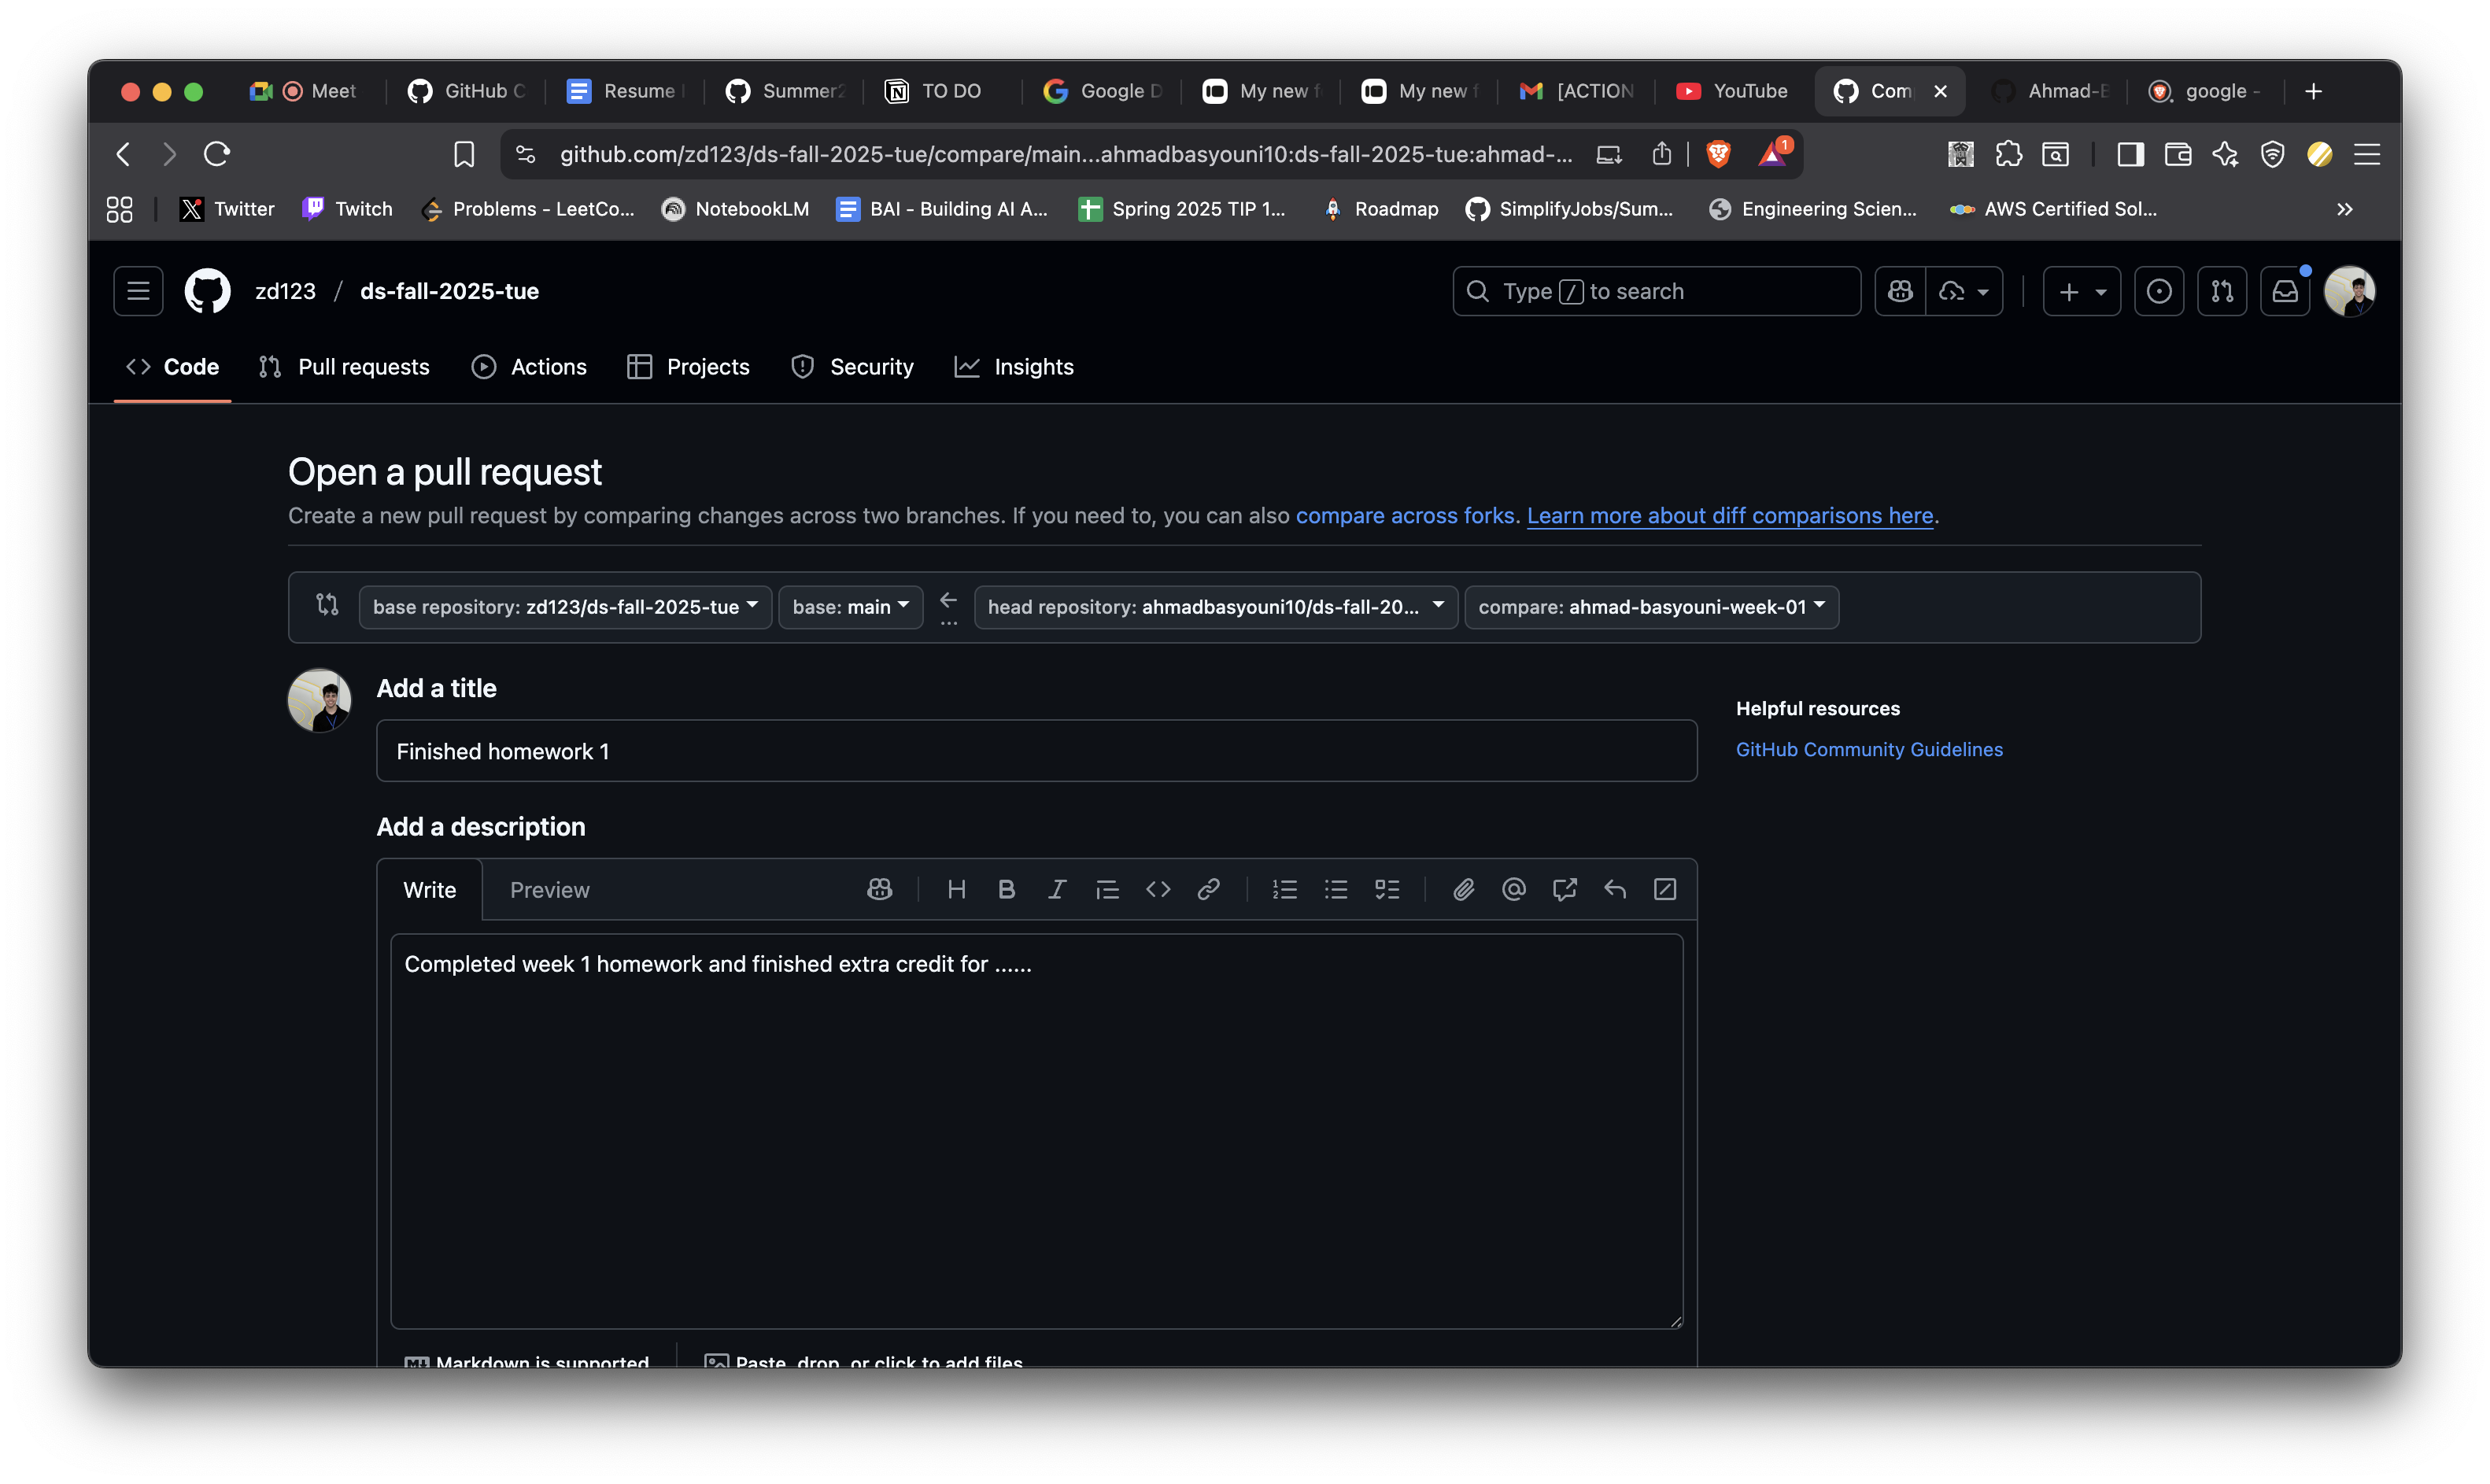 Meet GitHub C Resume Summer2 TO DO Google D My new f My new f [ACTION YouTube Com Ahmad-B google -
github.com/zd123/ds-fall-2025-tue/compare/main...ahmadbasyouni10:ds-fall-2025-tue:ahmad-... 1
Twitter Twitch Problems - LeetCo... NotebookLM BAI - Building AI A... Spring 2025 TIP 1... Roadmap SimplifyJobs/Sum... Engineering Scien... AWS Certified Sol...
zd123 / ds-fall-2025-tue Type / to search
Code Pull requests Actions Projects Security Insights
Open a pull request
Create a new pull request by comparing changes across two branches. If you need to, you can also compare across forks. Learn more about diff comparisons here.
base repository: zd123/ds-fall-2025-tue base: main ... head repository: ahmadbasyouni10/ds-fall-20... compare: ahmad-basyouni-week-01
Add a title
Helpful resources
Finished homework 1
GitHub Community Guidelines
Add a description
Write Preview
Completed week 1 homework and finished extra credit for ......
Markdown is supported Paste, drop, or click to add files